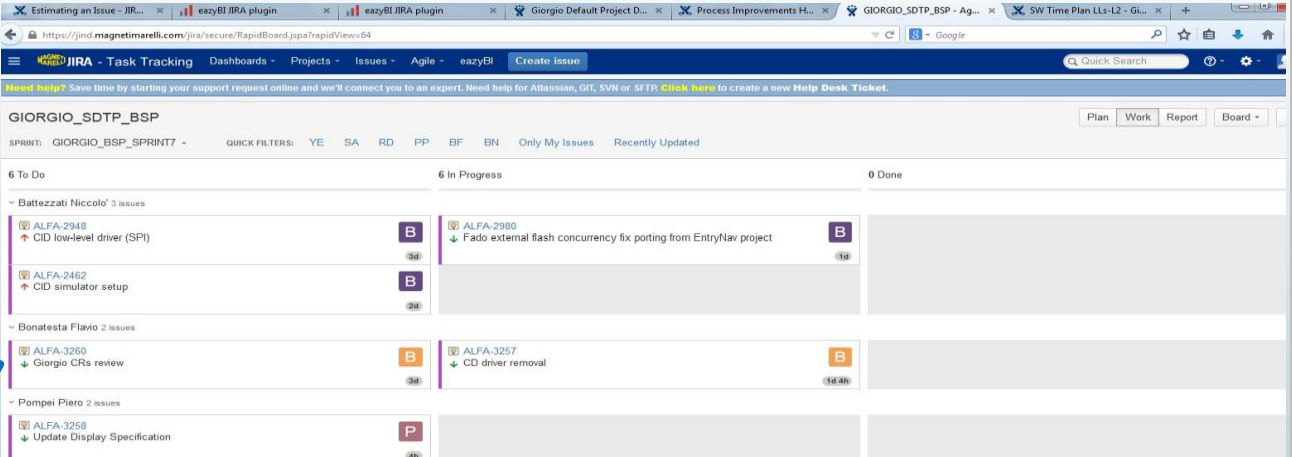 Estimating an Issue - JIR...
eazyBI JIRA plugin
eazyBI JIRA plugin
Giorgio Default Project D...
Process Improvements H...
GIORGIO_SDTP_BSP - Ag...
SW Time Plan LLs-L2 - Gi...
https://jind.magnetimarelli.com/jira/secure/RapidBoard.jspa?rapidView=64
Google
MAGNETI MARELLI JIRA - Task Tracking Dashboards Projects Issues Agile eazyBI Create issue Quick Search
Need help? Save time by starting your support request online and we'll connect you to an expert. Need help for Atlassian, GIT, SVN or SFTP. Click here to create a new Help Desk Ticket.
GIORGIO_SDTP_BSP Plan Work Report Board
SPRINT: GIORGIO_BSP_SPRINT7 QUICK FILTERS: YE SA RD PP BF BN Only My Issues Recently Updated
6 To Do 6 In Progress 0 Done
Battezzati Niccolo' 3 issues
ALFA-2948
CID low-level driver (SPI)
B
3d
ALFA-2980
Fado external flash concurrency fix porting from EntryNav project
B
1d
ALFA-2462
CID simulator setup
B
2d
Bonatesta Flavio 2 issues
ALFA-3260
Giorgio CRs review
B
3d
ALFA-3257
CD driver removal
B
1d 4h
Pompei Piero 2 issues
ALFA-3258
Update Display Specification
P
4h